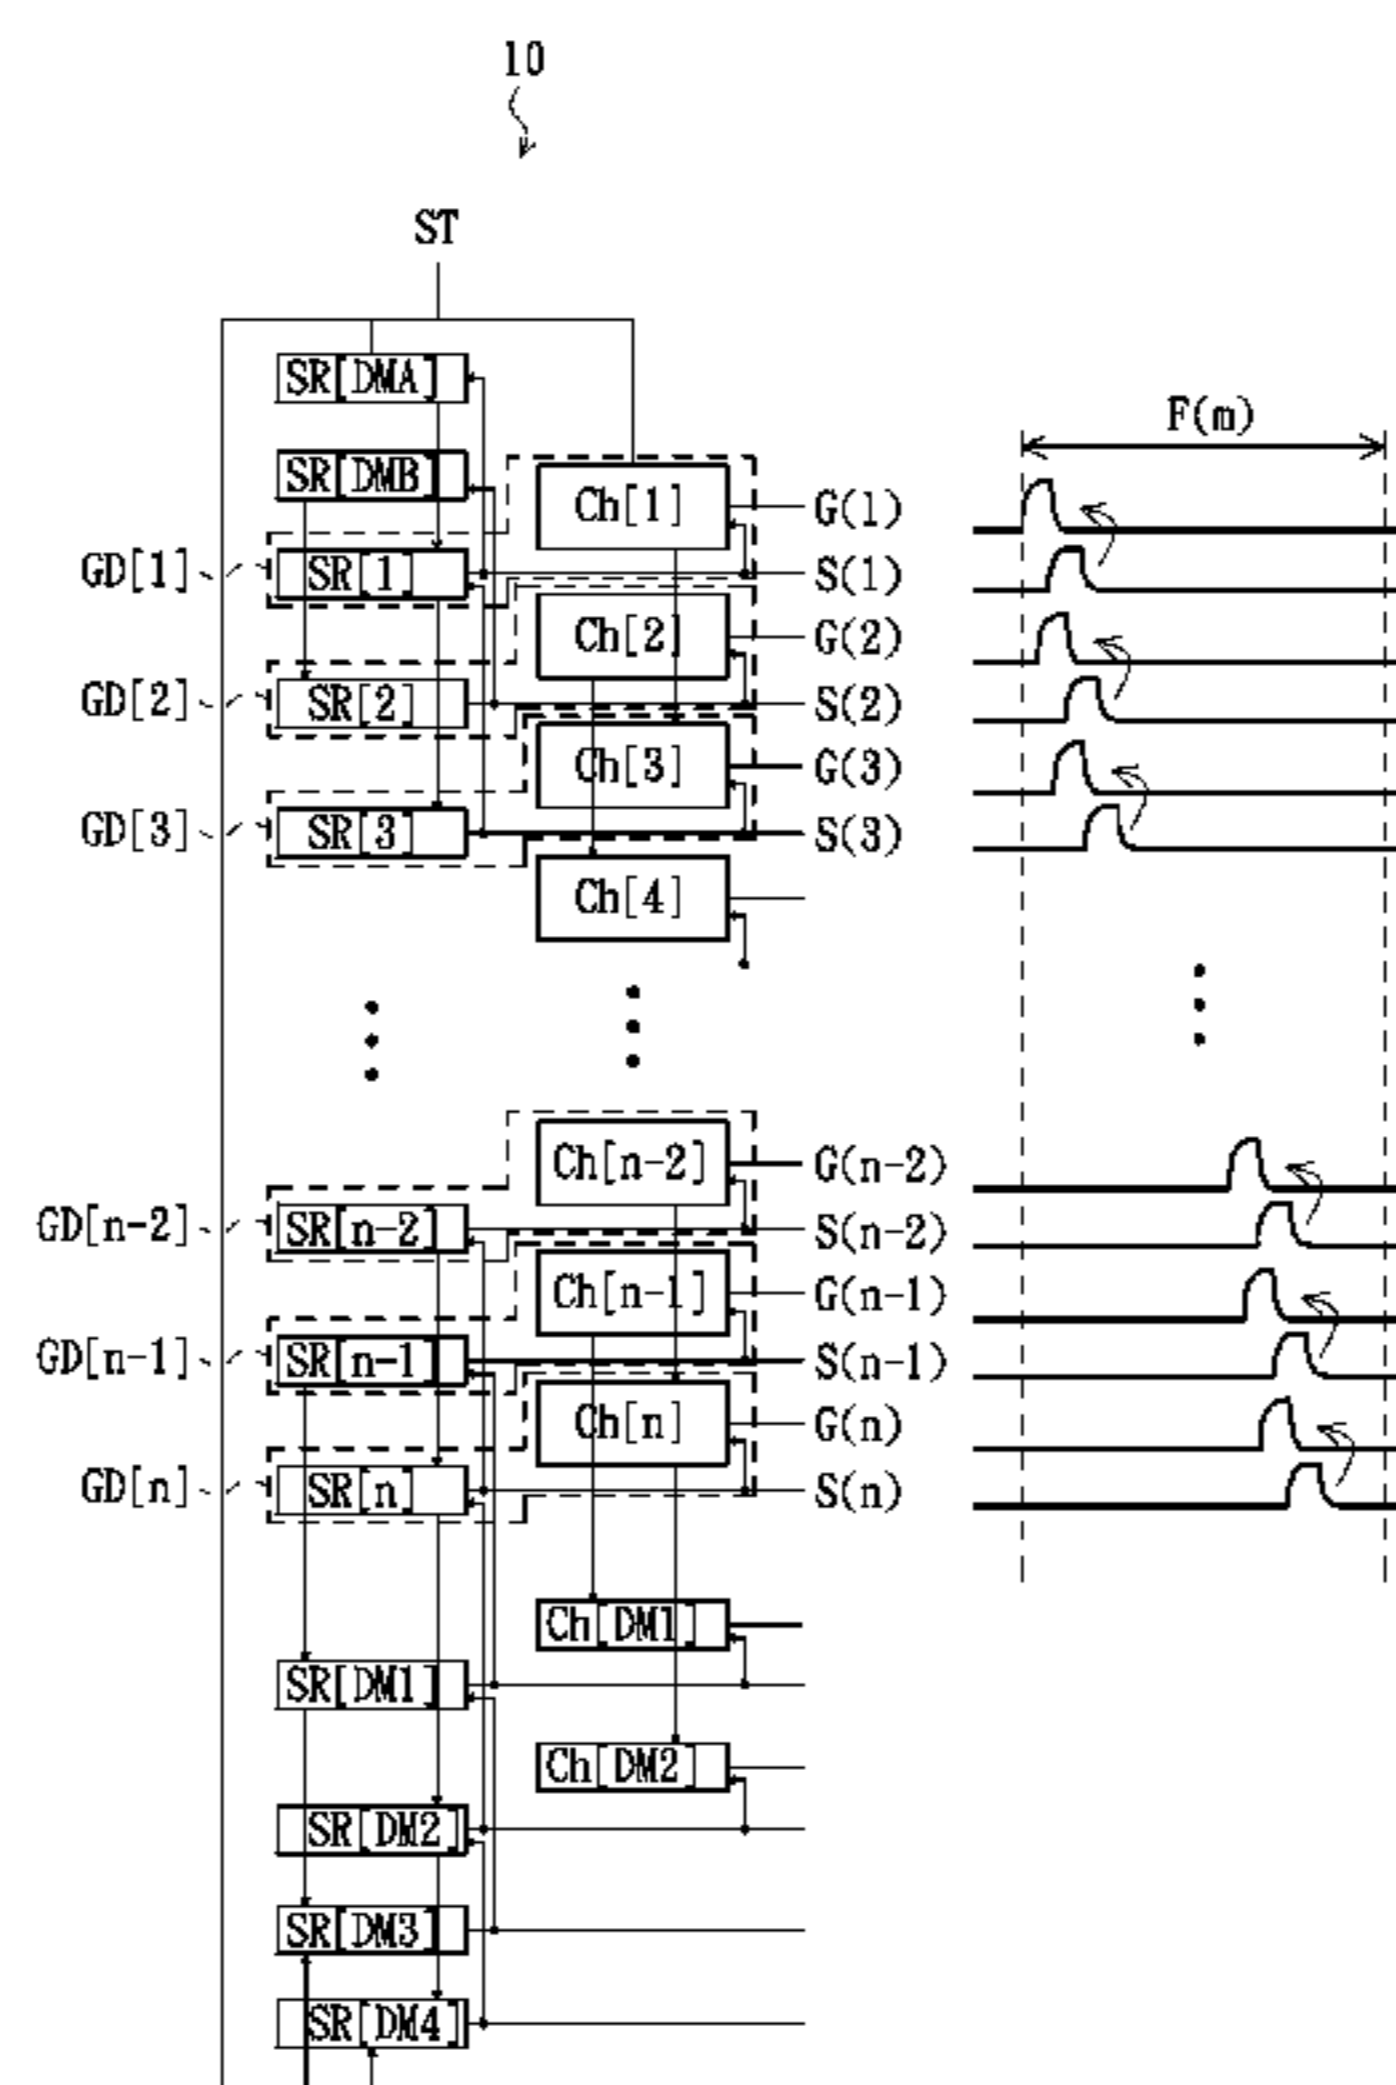 10
ST
SR[DMA]
F(m)
SR[DMB]
Ch[1]
G(1)
GD[1]
SR[1]
S(1)
Ch[2]
G(2)
GD[2]
SR[2]
S(2)
Ch[3]
G(3)
GD[3]
SR[3]
S(3)
Ch[4]
Ch[n-2]
G(n-2)
GD[n-2]
SR[n-2]
S(n-2)
Ch[n-1]
G(n-1)
GD[n-1]
SR[n-1]
S(n-1)
Ch[n]
G(n)
GD[n]
SR[n]
S(n)
Ch[DM1]
SR[DM1]
Ch[DM2]
SR[DM2]
SR[DM3]
SR[DM4]